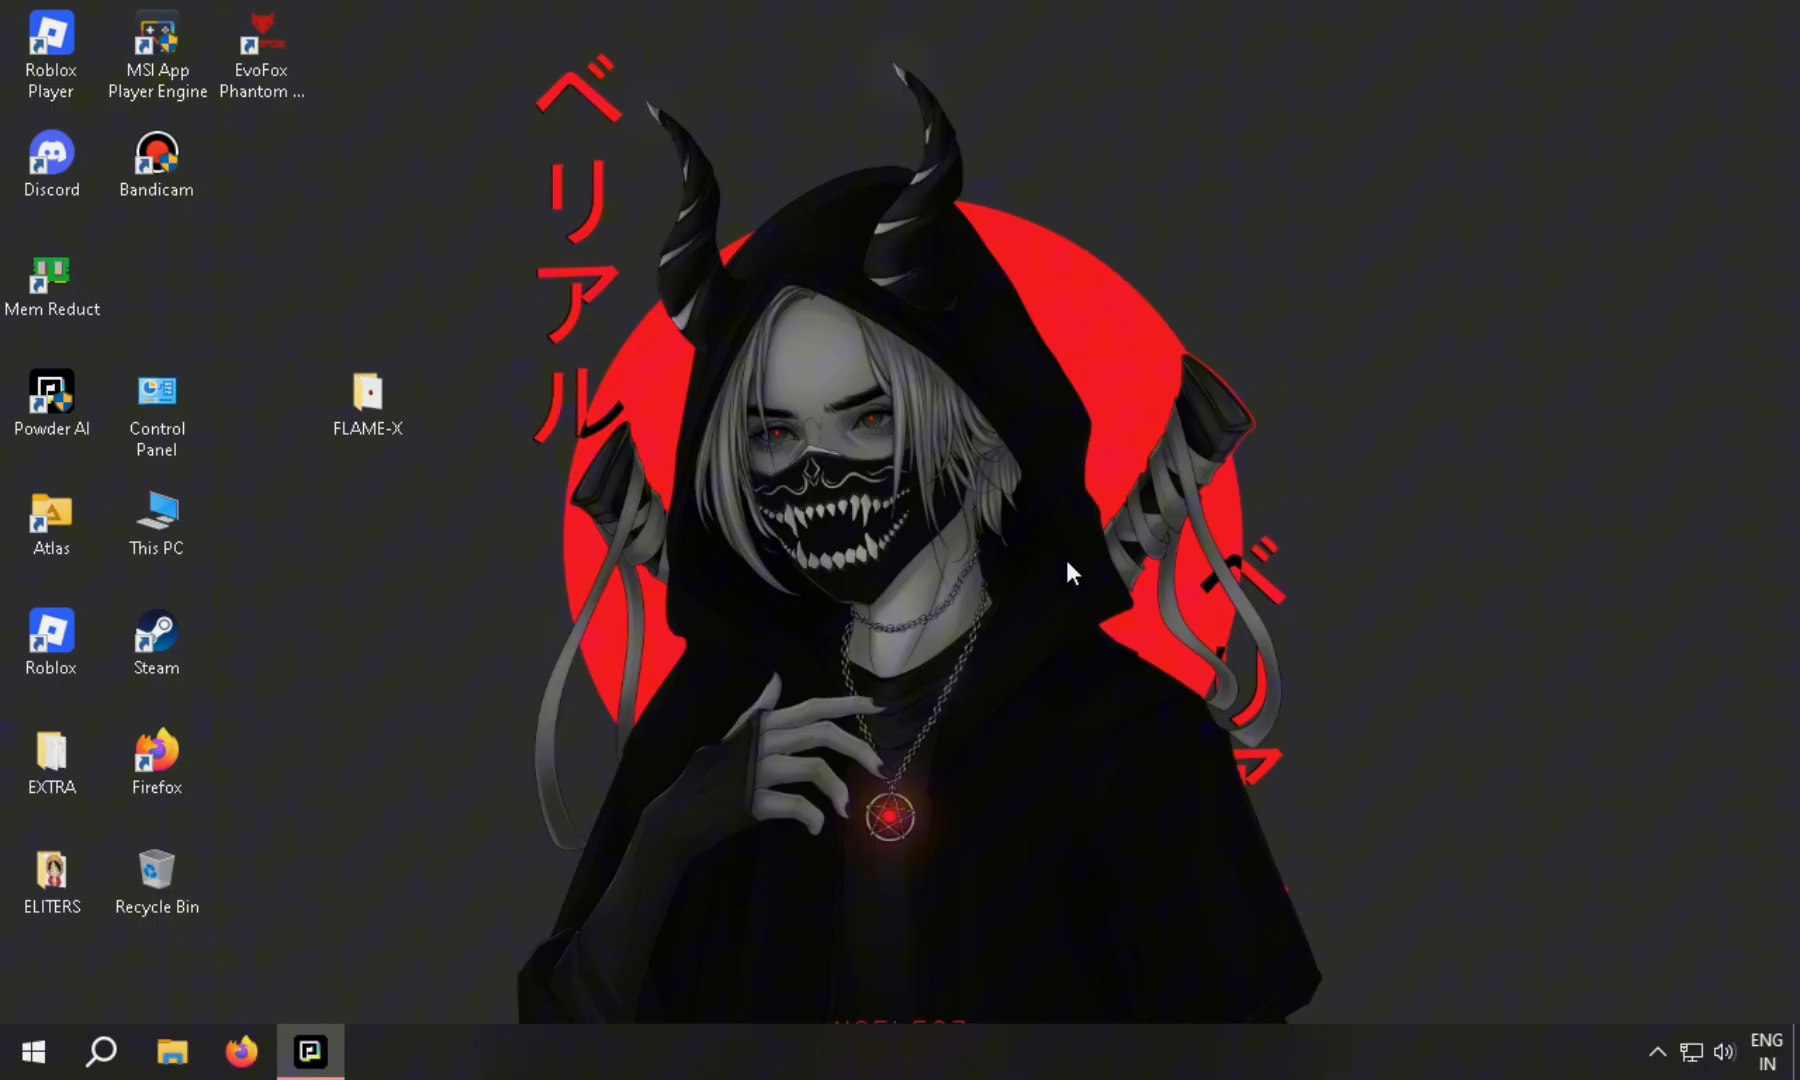 Roblox
Player
MSI App
Player Engine
EvoFox
Phantom ...
Discord
Bandicam
Mem Reduct
Powder AI
Control
Panel
FLAME-X
Atlas
This PC
Roblox
Steam
EXTRA
Firefox
ELITERS
Recycle Bin
ベリアル
ENG
IN